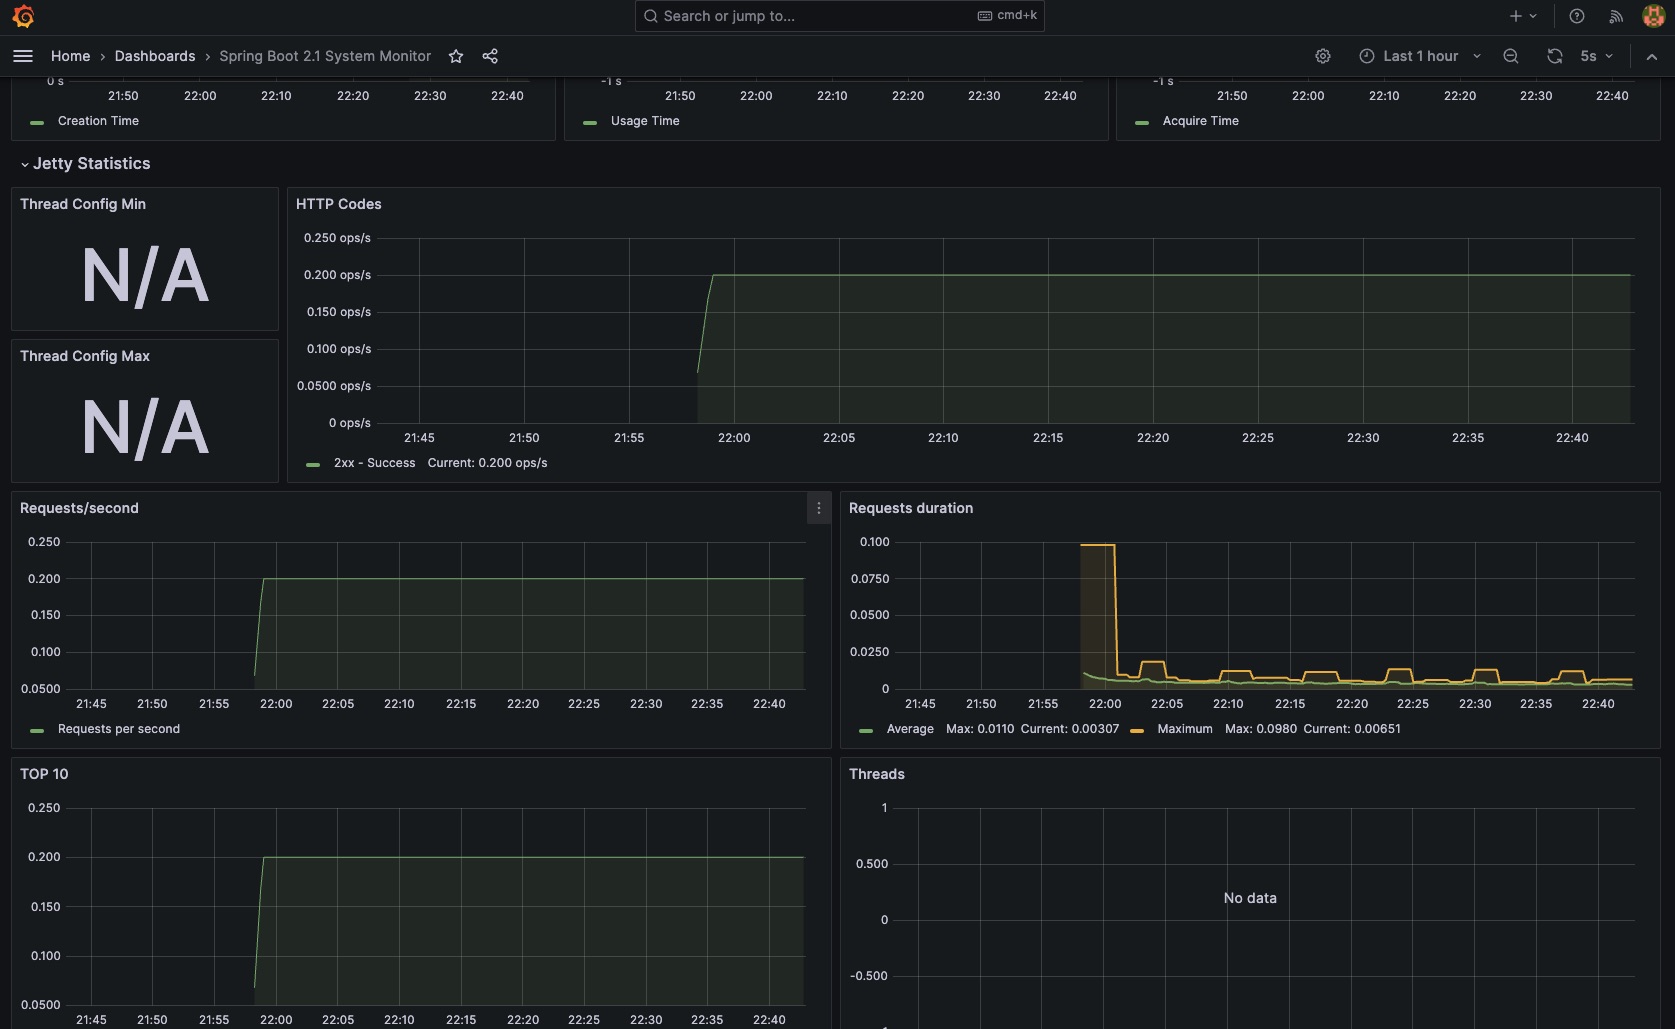 Search or jump to...
cmd+k
Home › Dashboards › Spring Boot 2.1 System Monitor
Last 1 hour
5s
0 s
21:50 22:00 22:10 22:20 22:30 22:40
Creation Time
-1 s
21:50 22:00 22:10 22:20 22:30 22:40
Usage Time
-1 s
21:50 22:00 22:10 22:20 22:30 22:40
Acquire Time
Jetty Statistics
Thread Config Min
N/A
Thread Config Max
N/A
HTTP Codes
0.250 ops/s
0.200 ops/s
0.150 ops/s
0.100 ops/s
0.0500 ops/s
0 ops/s
21:45 21:50 21:55 22:00 22:05 22:10 22:15 22:20 22:25 22:30 22:35 22:40
2xx - Success Current: 0.200 ops/s
Requests/second
0.250
0.200
0.150
0.100
0.0500
21:45 21:50 21:55 22:00 22:05 22:10 22:15 22:20 22:25 22:30 22:35 22:40
Requests per second
Requests duration
0.100
0.0750
0.0500
0.0250
0
21:45 21:50 21:55 22:00 22:05 22:10 22:15 22:20 22:25 22:30 22:35 22:40
Average Max: 0.0110 Current: 0.00307 Maximum Max: 0.0980 Current: 0.00651
TOP 10
0.250
0.200
0.150
0.100
0.0500
21:45 21:50 21:55 22:00 22:05 22:10 22:15 22:20 22:25 22:30 22:35 22:40
Threads
1
0.500
0
-0.500
No data